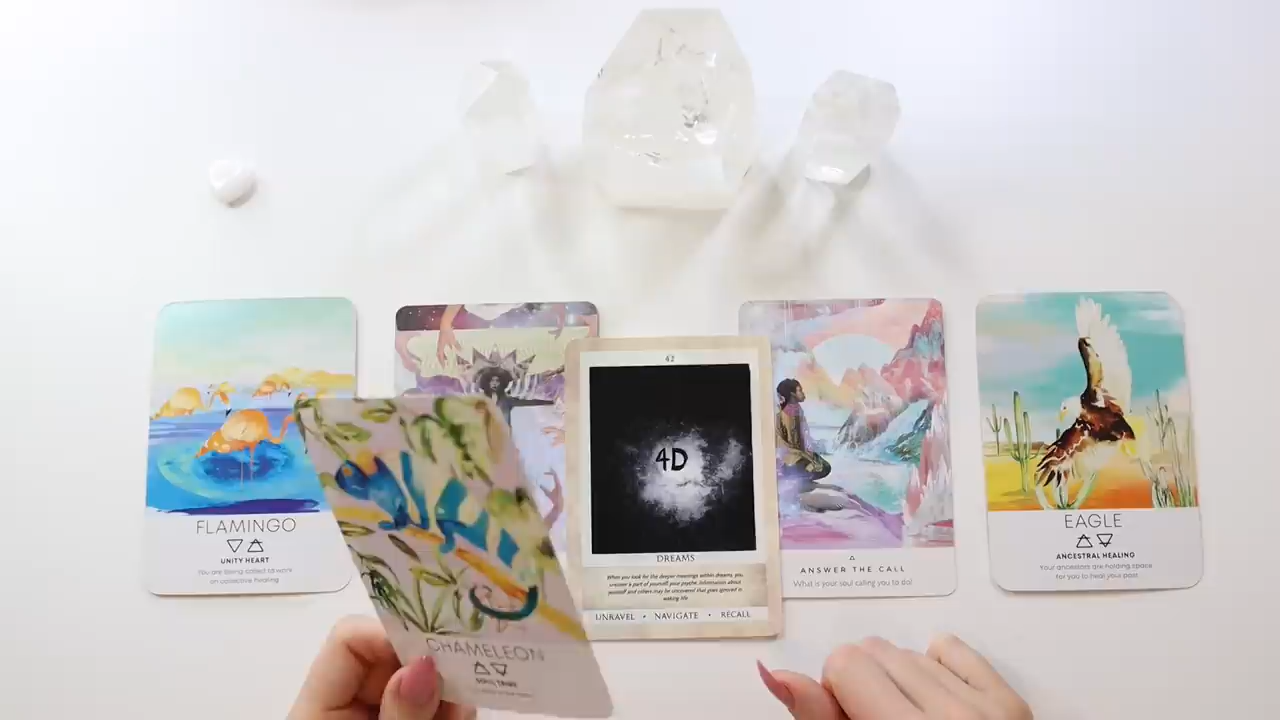 FLAMINGO
UNITY HEART
You are being called to work
on collective healing
CHAMELEON
42
4D
DREAMS
When you look for the deeper meanings within dreams, you
uncover a part of yourself, your psyche. Information about
yourself and others may be uncovered that goes ignored in
waking life.
UNRAVEL • NAVIGATE • RECALL
ANSWER THE CALL
What is your soul calling you to do?
EAGLE
ANCESTRAL HEALING
Your ancestors are holding space
for you to heal your past